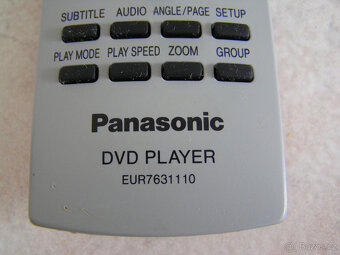 SUBTITLE AUDIO ANGLE/PAGE SETUP
PLAY MODE PLAY SPEED ZOOM GROUP
Panasonic
DVD PLAYER
EUR7631110